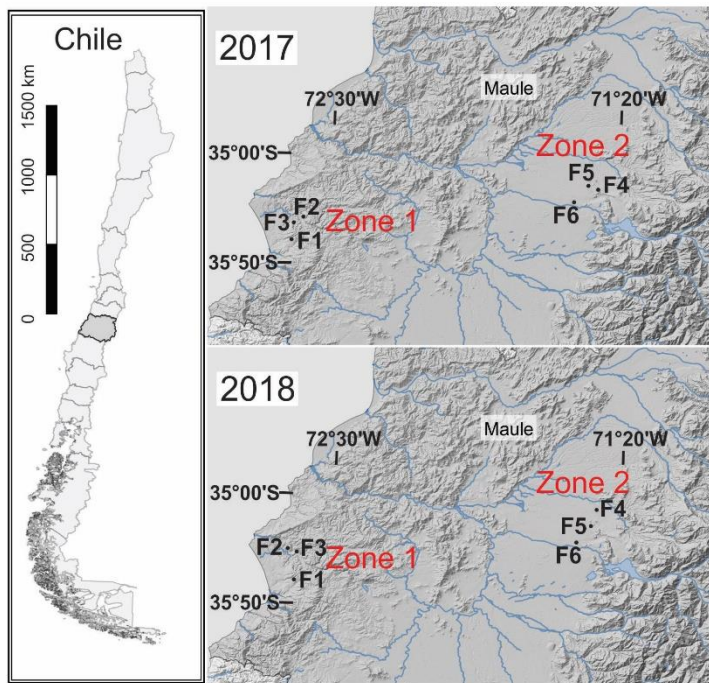 Chile
1500 km
1000
500
0
2017
Maule
72°30'W
71°20'W
35°00'S
Zone 2
F5
F4
F2
F3
Zone 1
F6
F1
35°50'S
2018
Maule
72°30'W
71°20'W
Zone 2
35°00'S
F4
F5
F2
F3
Zone 1
F6
F1
35°50'S